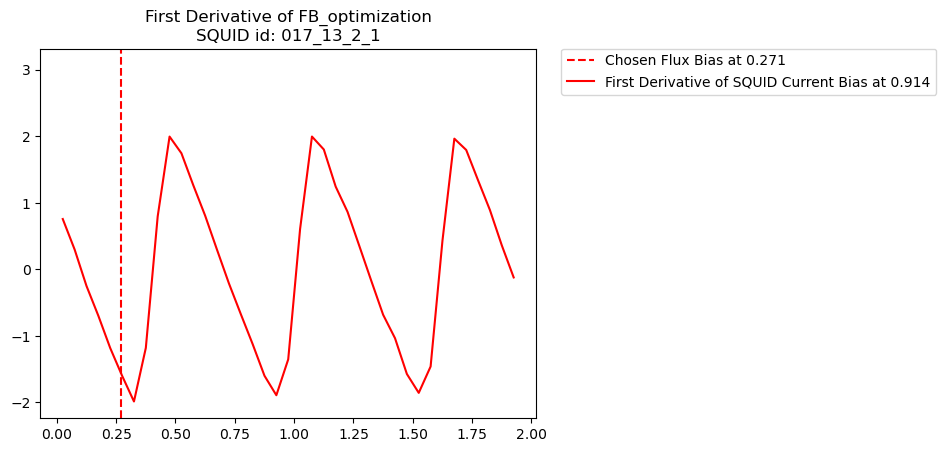 First Derivative of FB_optimization
SQUID id: 017_13_2_1
Chosen Flux Bias at 0.271
First Derivative of SQUID Current Bias at 0.914
3
2
1
0
−1
−2
0.00 0.25 0.50 0.75 1.00 1.25 1.50 1.75 2.00